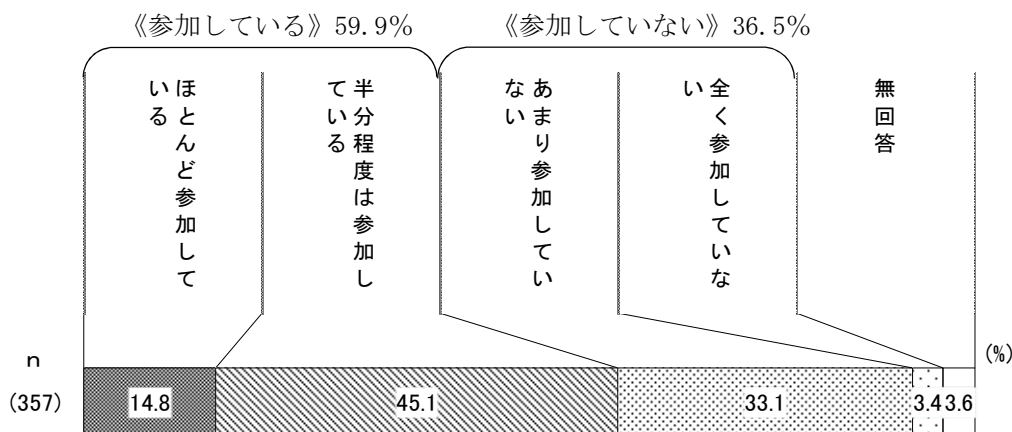 《参加している》59.9% 《参加していない》36.5%
ほとんど参加して
いる
半分程度は参加し
ている
あまり参加してい
ない
全く参加していな
い
無回答
n
(%)
(357)
14.8
45.1
33.1
3.4
3.6